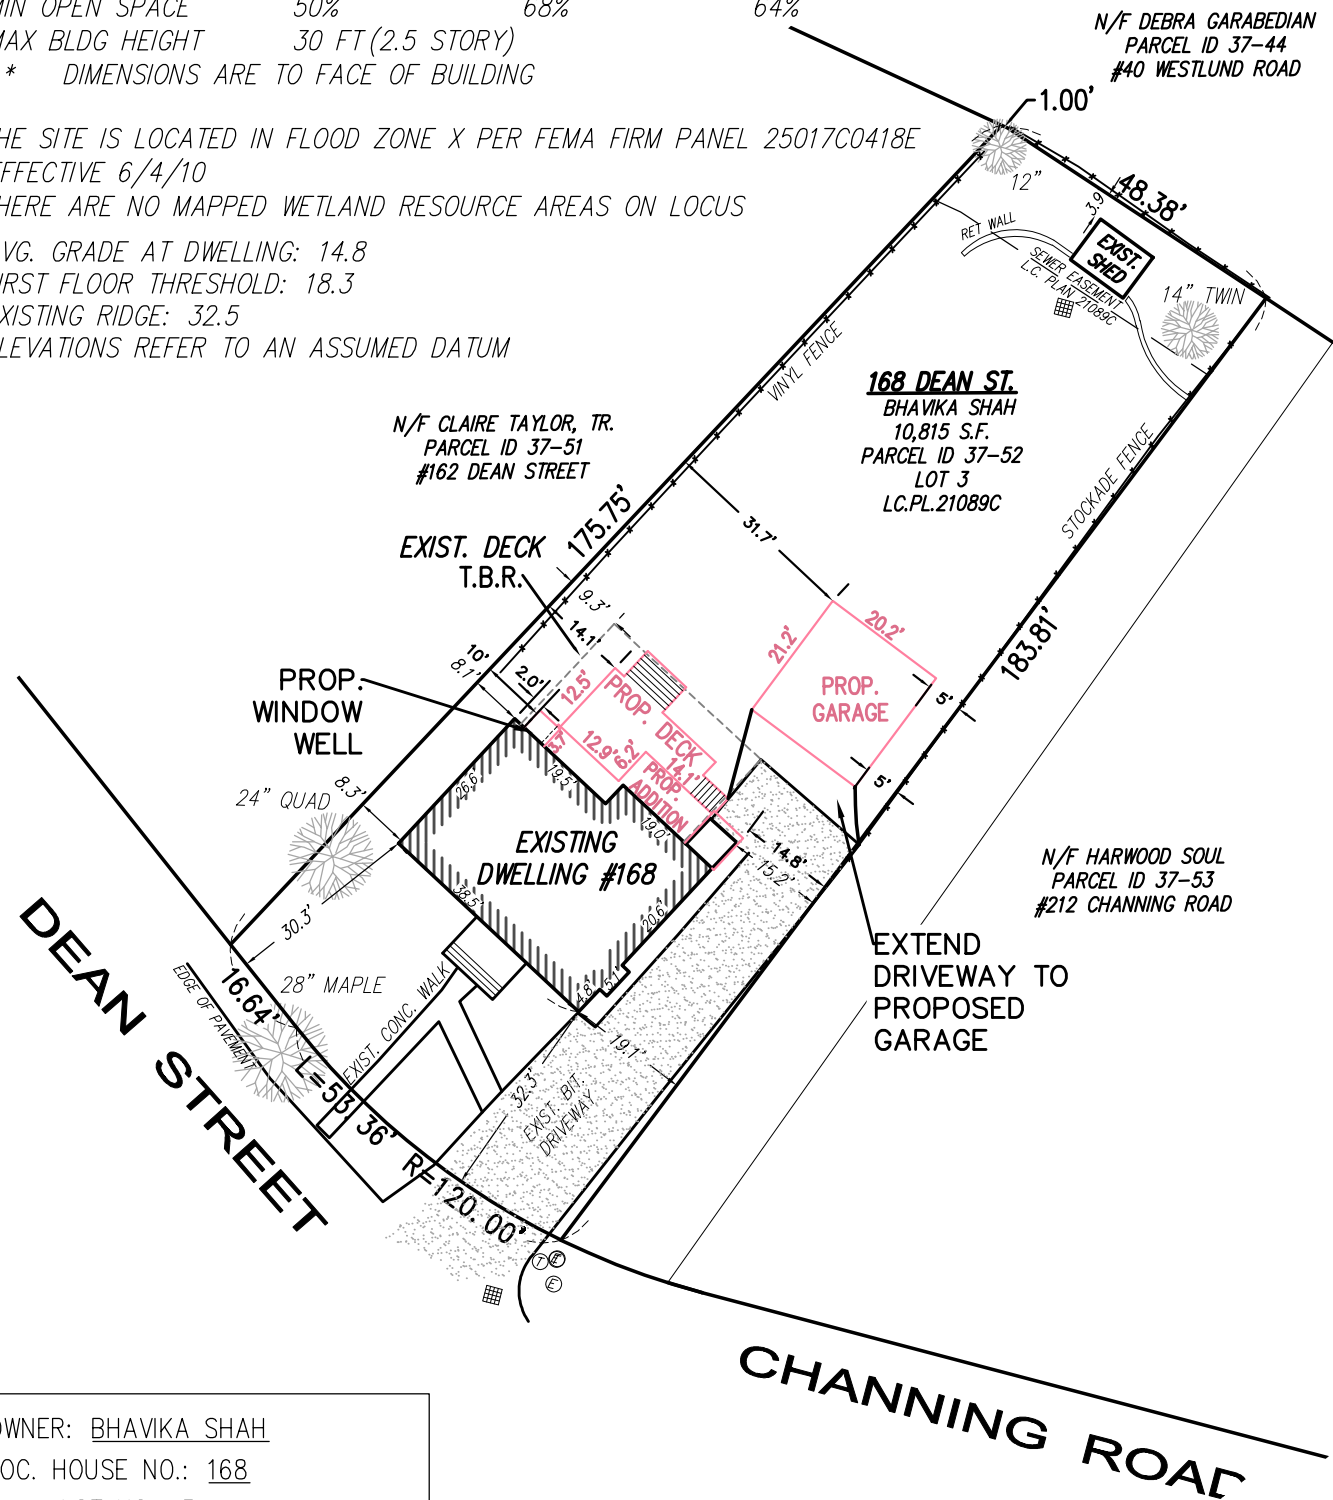 MIN OPEN SPACE 50% 68% 64%
MAX BLDG HEIGHT 30 FT (2.5 STORY)
* DIMENSIONS ARE TO FACE OF BUILDING
HE SITE IS LOCATED IN FLOOD ZONE X PER FEMA FIRM PANEL 25017C0418E
EFFECTIVE 6/4/10
HERE ARE NO MAPPED WETLAND RESOURCE AREAS ON LOCUS
VG. GRADE AT DWELLING: 14.8
IRST FLOOR THRESHOLD: 18.3
XISTING RIDGE: 32.5
LEVATIONS REFER TO AN ASSUMED DATUM
N/F DEBRA GARABEDIAN
PARCEL ID 37-44
#40 WESTLUND ROAD
1.00'
12"
48.38'
3.9'
RET WALL
EXIST.
SHED
SEWER EASEMENT
L.C. PLAN 21089C
14" TWIN
VINYL FENCE
168 DEAN ST.
BHAVIKA SHAH
10,815 S.F.
PARCEL ID 37-52
LOT 3
LC.PL.21089C
STOCKADE FENCE
N/F CLAIRE TAYLOR, TR.
PARCEL ID 37-51
#162 DEAN STREET
175.75'
31.7'
EXIST. DECK
T.B.R.
9.3'
14.1'
10'
8.1'
2.0'
12.5'
PROP. DECK
21.2'
20.2'
183.81'
PROP.
GARAGE
5'
5'
PROP.
WINDOW
WELL
3.7'
12.9'
6.2'
14.1'
PROP.
ADDITION
8.3'
24" QUAD
26.6'
19.5'
19.0'
EXISTING
DWELLING #168
14.8'
15.2'
38.5'
20.6'
5.1'
4.8'
N/F HARWOOD SOUL
PARCEL ID 37-53
#212 CHANNING ROAD
EXTEND
DRIVEWAY TO
PROPOSED
GARAGE
30.3'
28" MAPLE
EDGE OF PAVEMENT
EXIST. CONC. WALK
16.64'
L=53.36' R=120.00'
19.1'
32.3'
EXIST. BIT.
DRIVEWAY
DEAN STREET
T
E
CHANNING ROAD
OWNER: BHAVIKA SHAH
OC. HOUSE NO.: 168